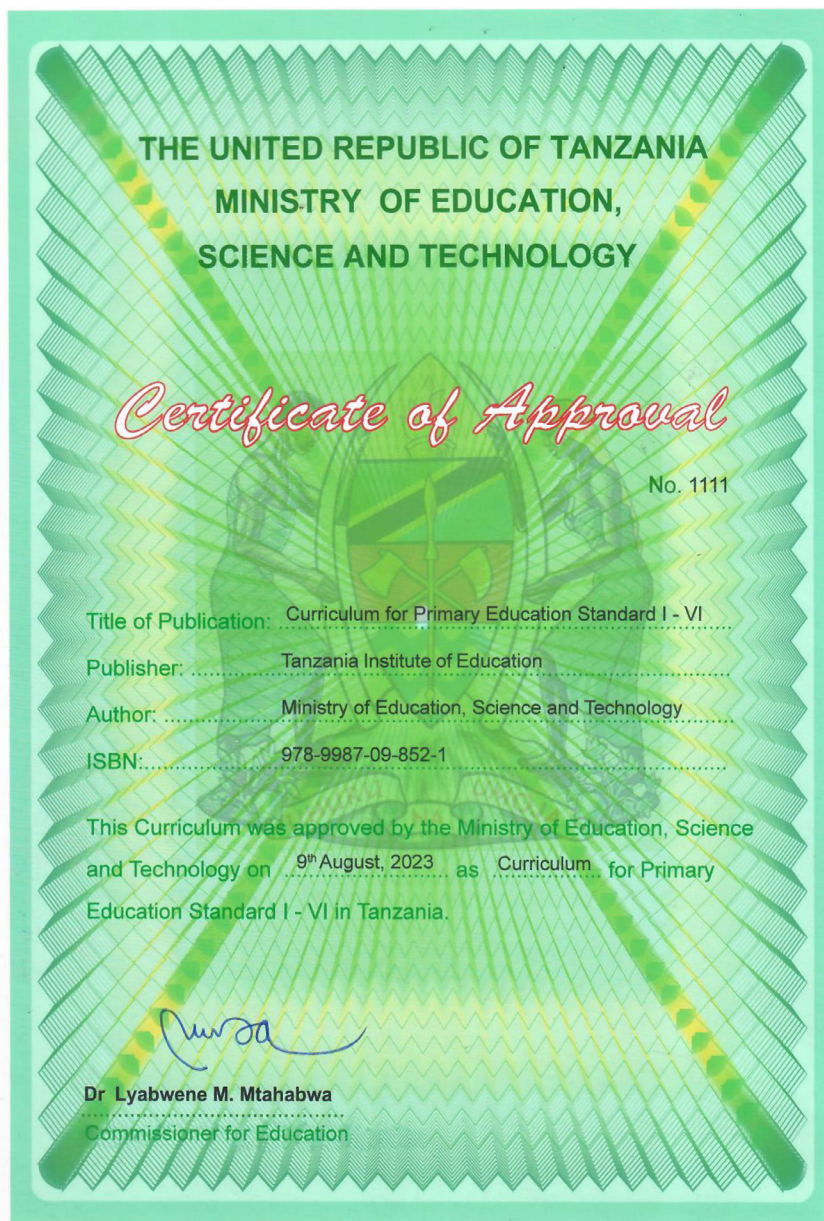 THE UNITED REPUBLIC OF TANZANIA
MINISTRY OF EDUCATION,
SCIENCE AND TECHNOLOGY
Certificate of Approval
No. 1111
Title of Publication: Curriculum for Primary Education Standard I - VI
Publisher: Tanzania Institute of Education
Author: Ministry of Education, Science and Technology
ISBN: 978-9987-09-852-1
This Curriculum was approved by the Ministry of Education, Science
and Technology on 9th August, 2023 as Curriculum for Primary
Education Standard I - VI in Tanzania.
Dr Lyabwene M. Mtahabwa
Commissioner for Education